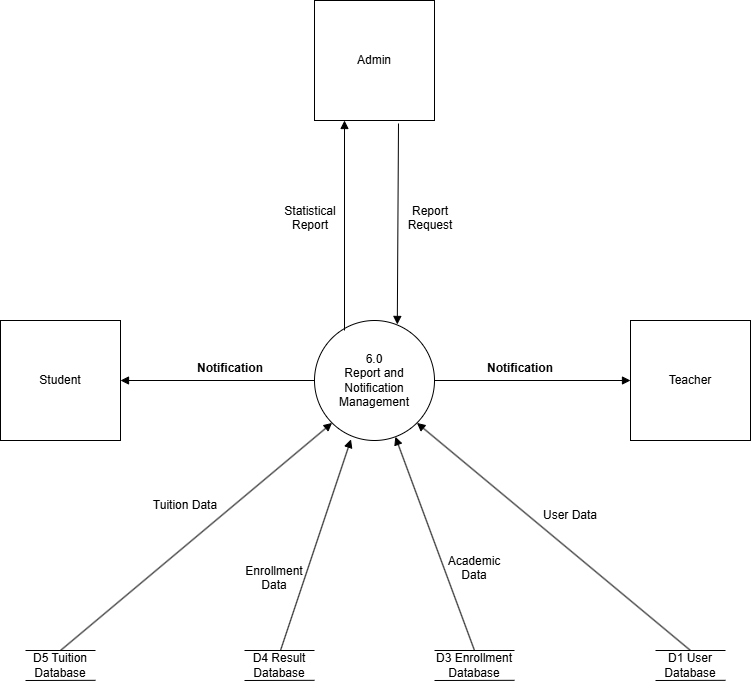 Admin
Statistical
Report
Report
Request
6.0
Report and
Notification
Management
Student
Notification
Notification
Teacher
Tuition Data
User Data
Enrollment
Data
Academic
Data
D5 Tuition
Database
D4 Result
Database
D3 Enrollment
Database
D1 User
Database